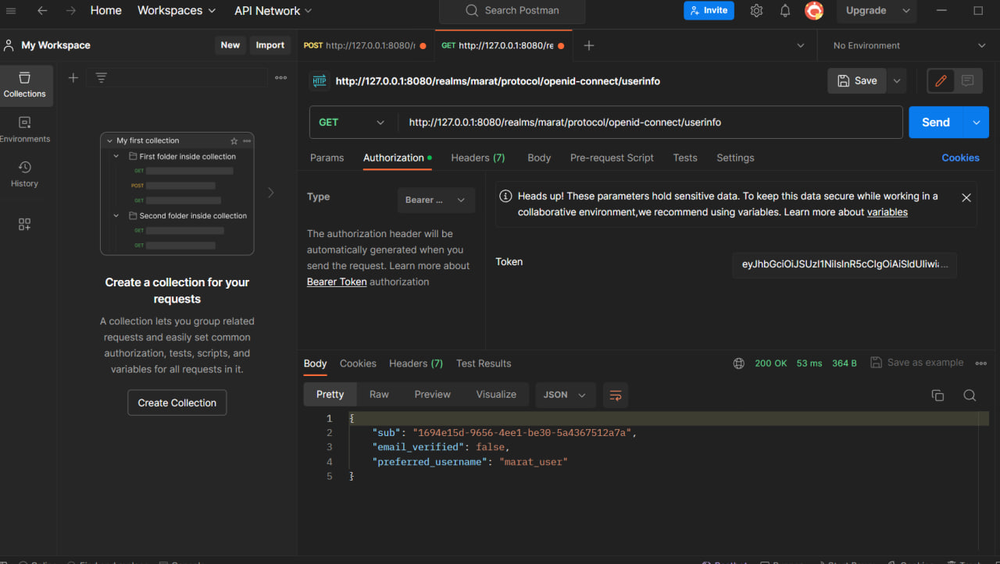 Home Workspaces API Network Search Postman Invite Upgrade
My Workspace New Import POST http://127.0.0.1:8080/r GET http://127.0.0.1:8080/re No Environment
Collections
Environments
History
HTTP http://127.0.0.1:8080/realms/marat/protocol/openid-connect/userinfo Save
GET http://127.0.0.1:8080/realms/marat/protocol/openid-connect/userinfo Send
Params Authorization Headers (7) Body Pre-request Script Tests Settings Cookies
My first collection
First folder inside collection
GET
POST
GET
Second folder inside collection
GET
GET
Create a collection for your
requests
A collection lets you group related
requests and easily set common
authorization, tests, scripts, and
variables for all requests in it.
Create Collection
Type Bearer ...
The authorization header will be
automatically generated when you
send the request. Learn more about
Bearer Token authorization
Heads up! These parameters hold sensitive data. To keep this data secure while working in a
collaborative environment,we recommend using variables. Learn more about variables
Token eyJhbGciOiJSUzI1NiIsInR5cCIgOiAiSldUIiwi...
Body Cookies Headers (7) Test Results 200 OK 53 ms 364 B Save as example
Pretty Raw Preview Visualize JSON
1 {
2 "sub": "1694e15d-9656-4ee1-be30-5a4367512a7a",
3 "email_verified": false,
4 "preferred_username": "marat_user"
5 }